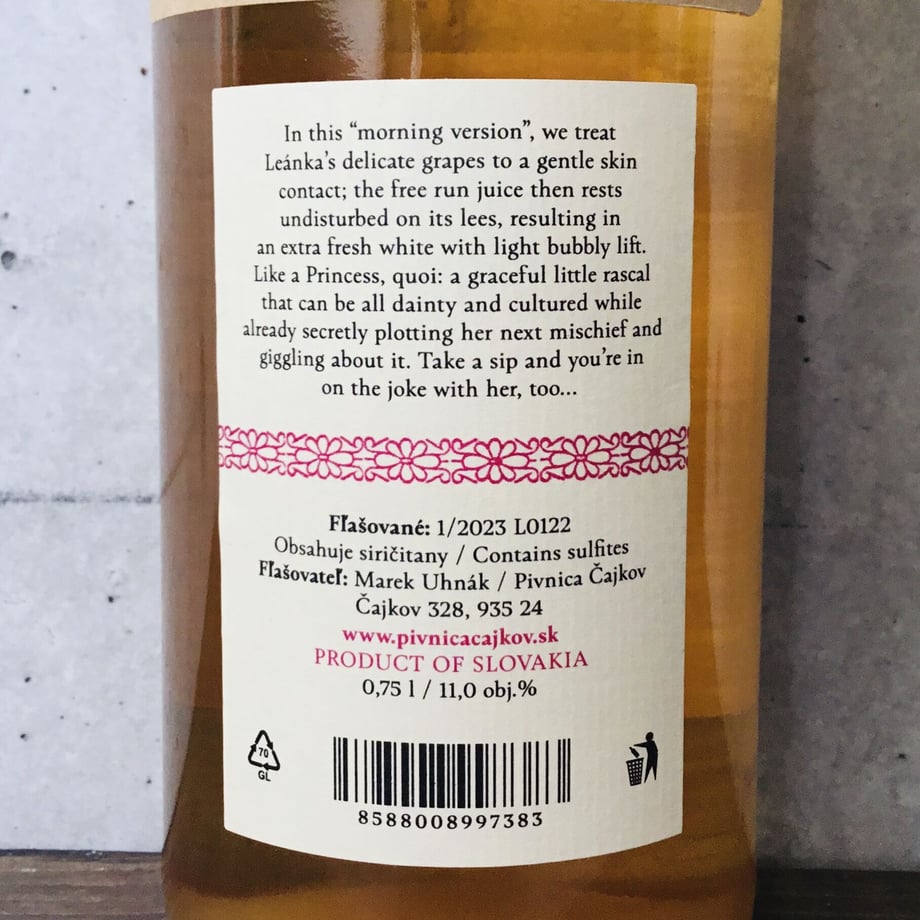 In this “morning version”, we treat
Leánka’s delicate grapes to a gentle skin
contact; the free run juice then rests
undisturbed on its lees, resulting in
an extra fresh white with light bubbly lift.
Like a Princess, quoi: a graceful little rascal
that can be all dainty and cultured while
already secretly plotting her next mischief and
giggling about it. Take a sip and you’re in
on the joke with her, too...
Fľašované: 1/2023 L0122
Obsahuje siričitany / Contains sulfites
Fľašovateľ: Marek Uhnák / Pivnica Čajkov
Čajkov 328, 935 24
www.pivnicacajkov.sk
PRODUCT OF SLOVAKIA
0,75 l / 11,0 obj.%
70
GL
8588008997383